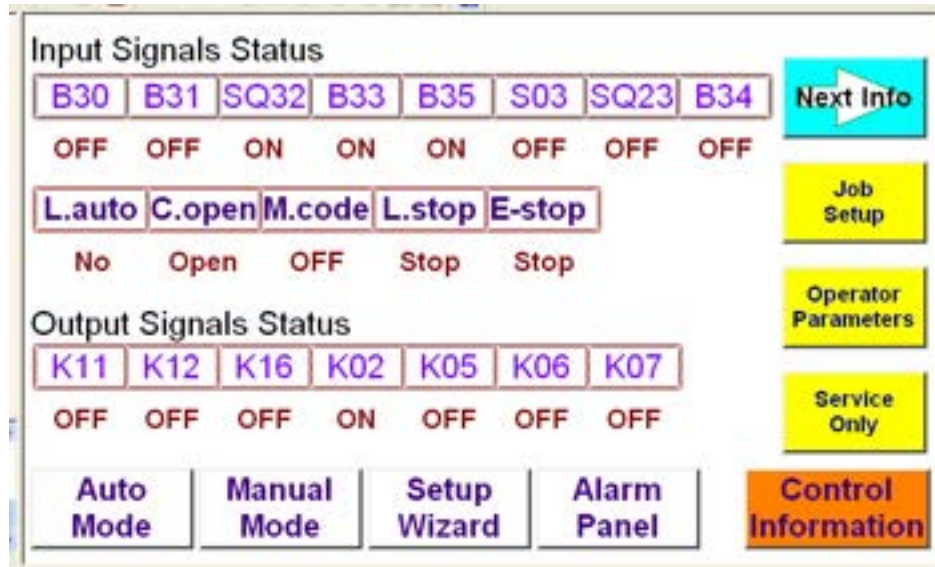 Input Signals Status
B30 B31 SQ32 B33 B35 S03 SQ23 B34
OFF OFF ON ON ON OFF OFF OFF
Next Info
L.auto C.open M.code L.stop E-stop
No Open OFF Stop Stop
Job
Setup
Output Signals Status
K11 K12 K16 K02 K05 K06 K07
OFF OFF OFF ON OFF OFF OFF
Operator
Parameters
Service
Only
Auto
Mode
Manual
Mode
Setup
Wizard
Alarm
Panel
Control
Information